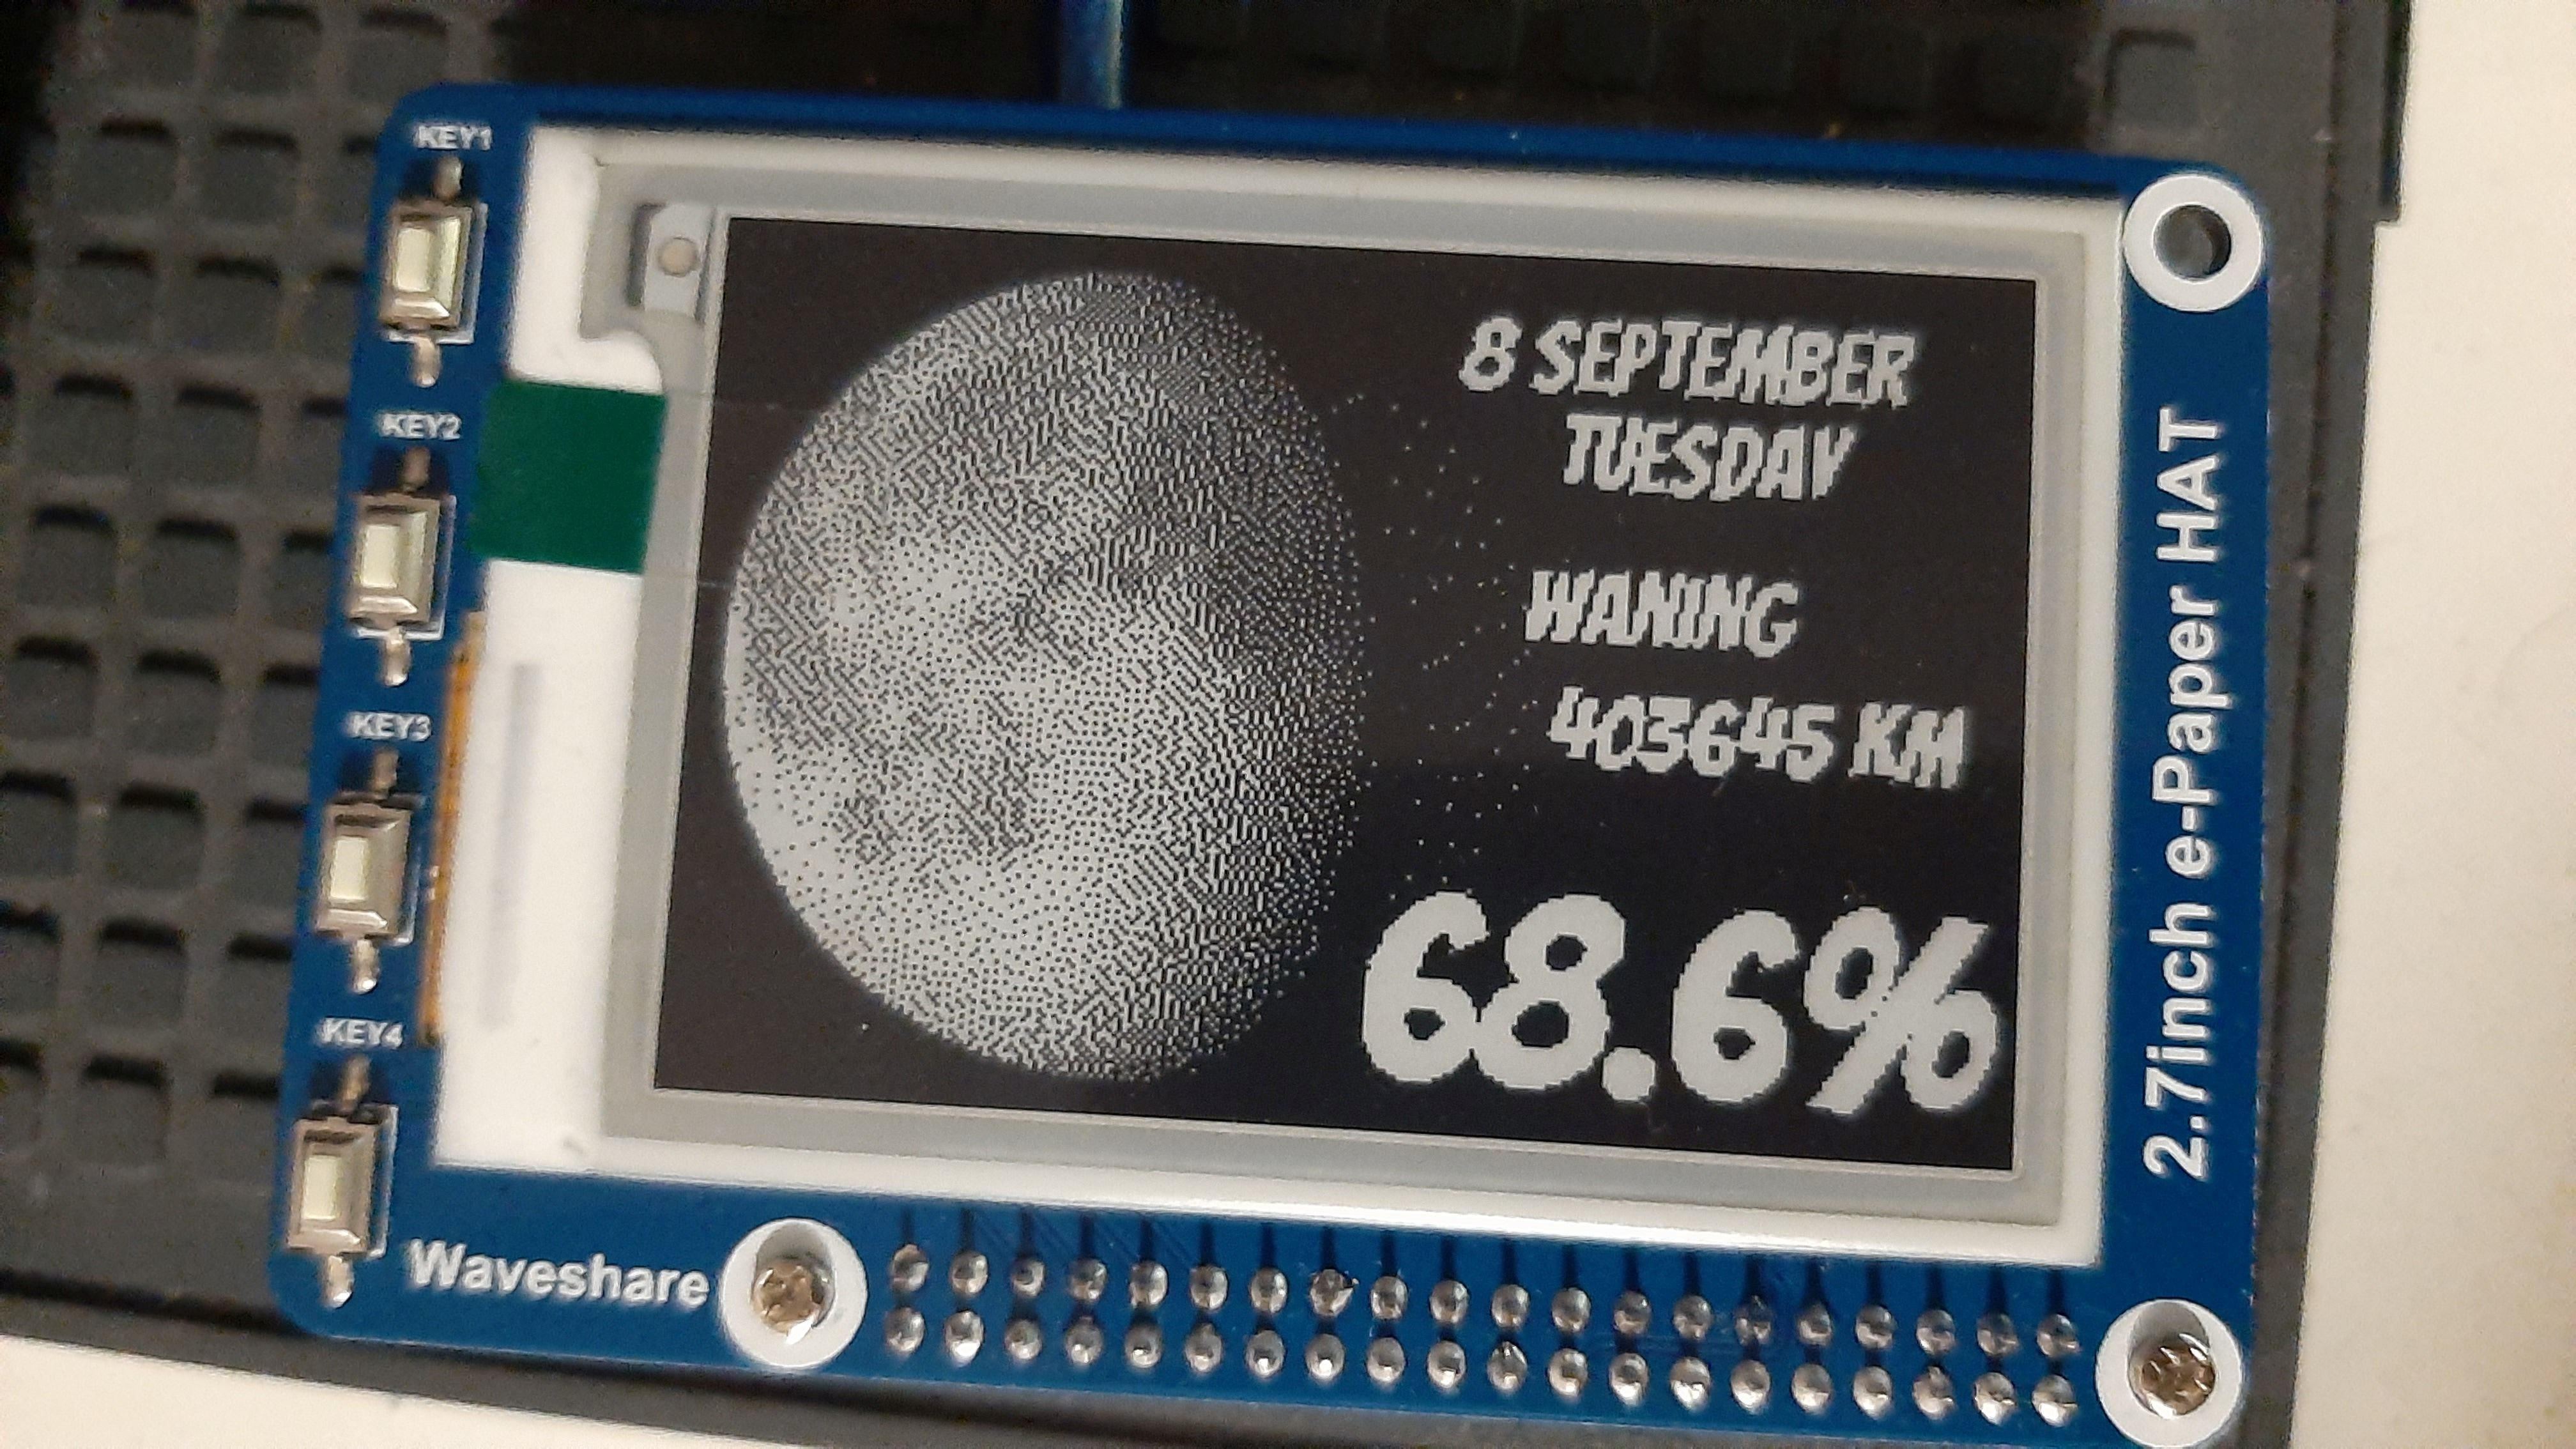 KEY1
KEY2
KEY3
KEY4
8 SEPTEMBER
TUESDAY
WANING
403645 KM
68.6%
Waveshare
2.7inch e-Paper HAT